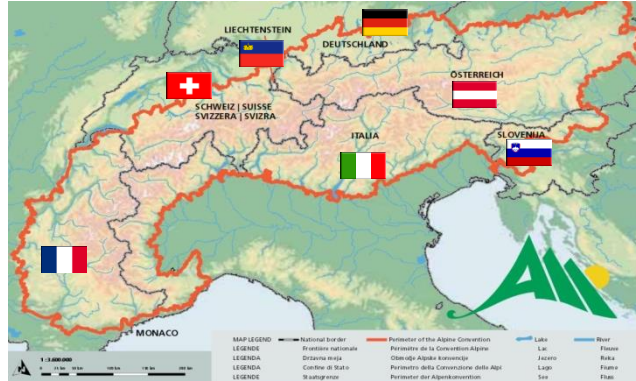 LIECHTENSTEIN
DEUTSCHLAND
ÖSTERREICH
SCHWEIZ | SUISSE
SVIZZERA | SVIZRA
ITALIA
SLOVENIJA
MONACO
1 : 3.600.000
MAP LEGEND National border Perimeter of the Alpine Convention Lake River
LEGENDE Frontière nationale Périmètre de la Convention Alpine Lac Fleuve
LEGENDA Državna meja Območje Alpske konvencije Jezero Reka
LEGENDA Confine di Stato Perimetro della Convenzione delle Alpi Lago Fiume
LEGENDE Staatsgrenze Perimeter der Alpenkonvention See Fluss